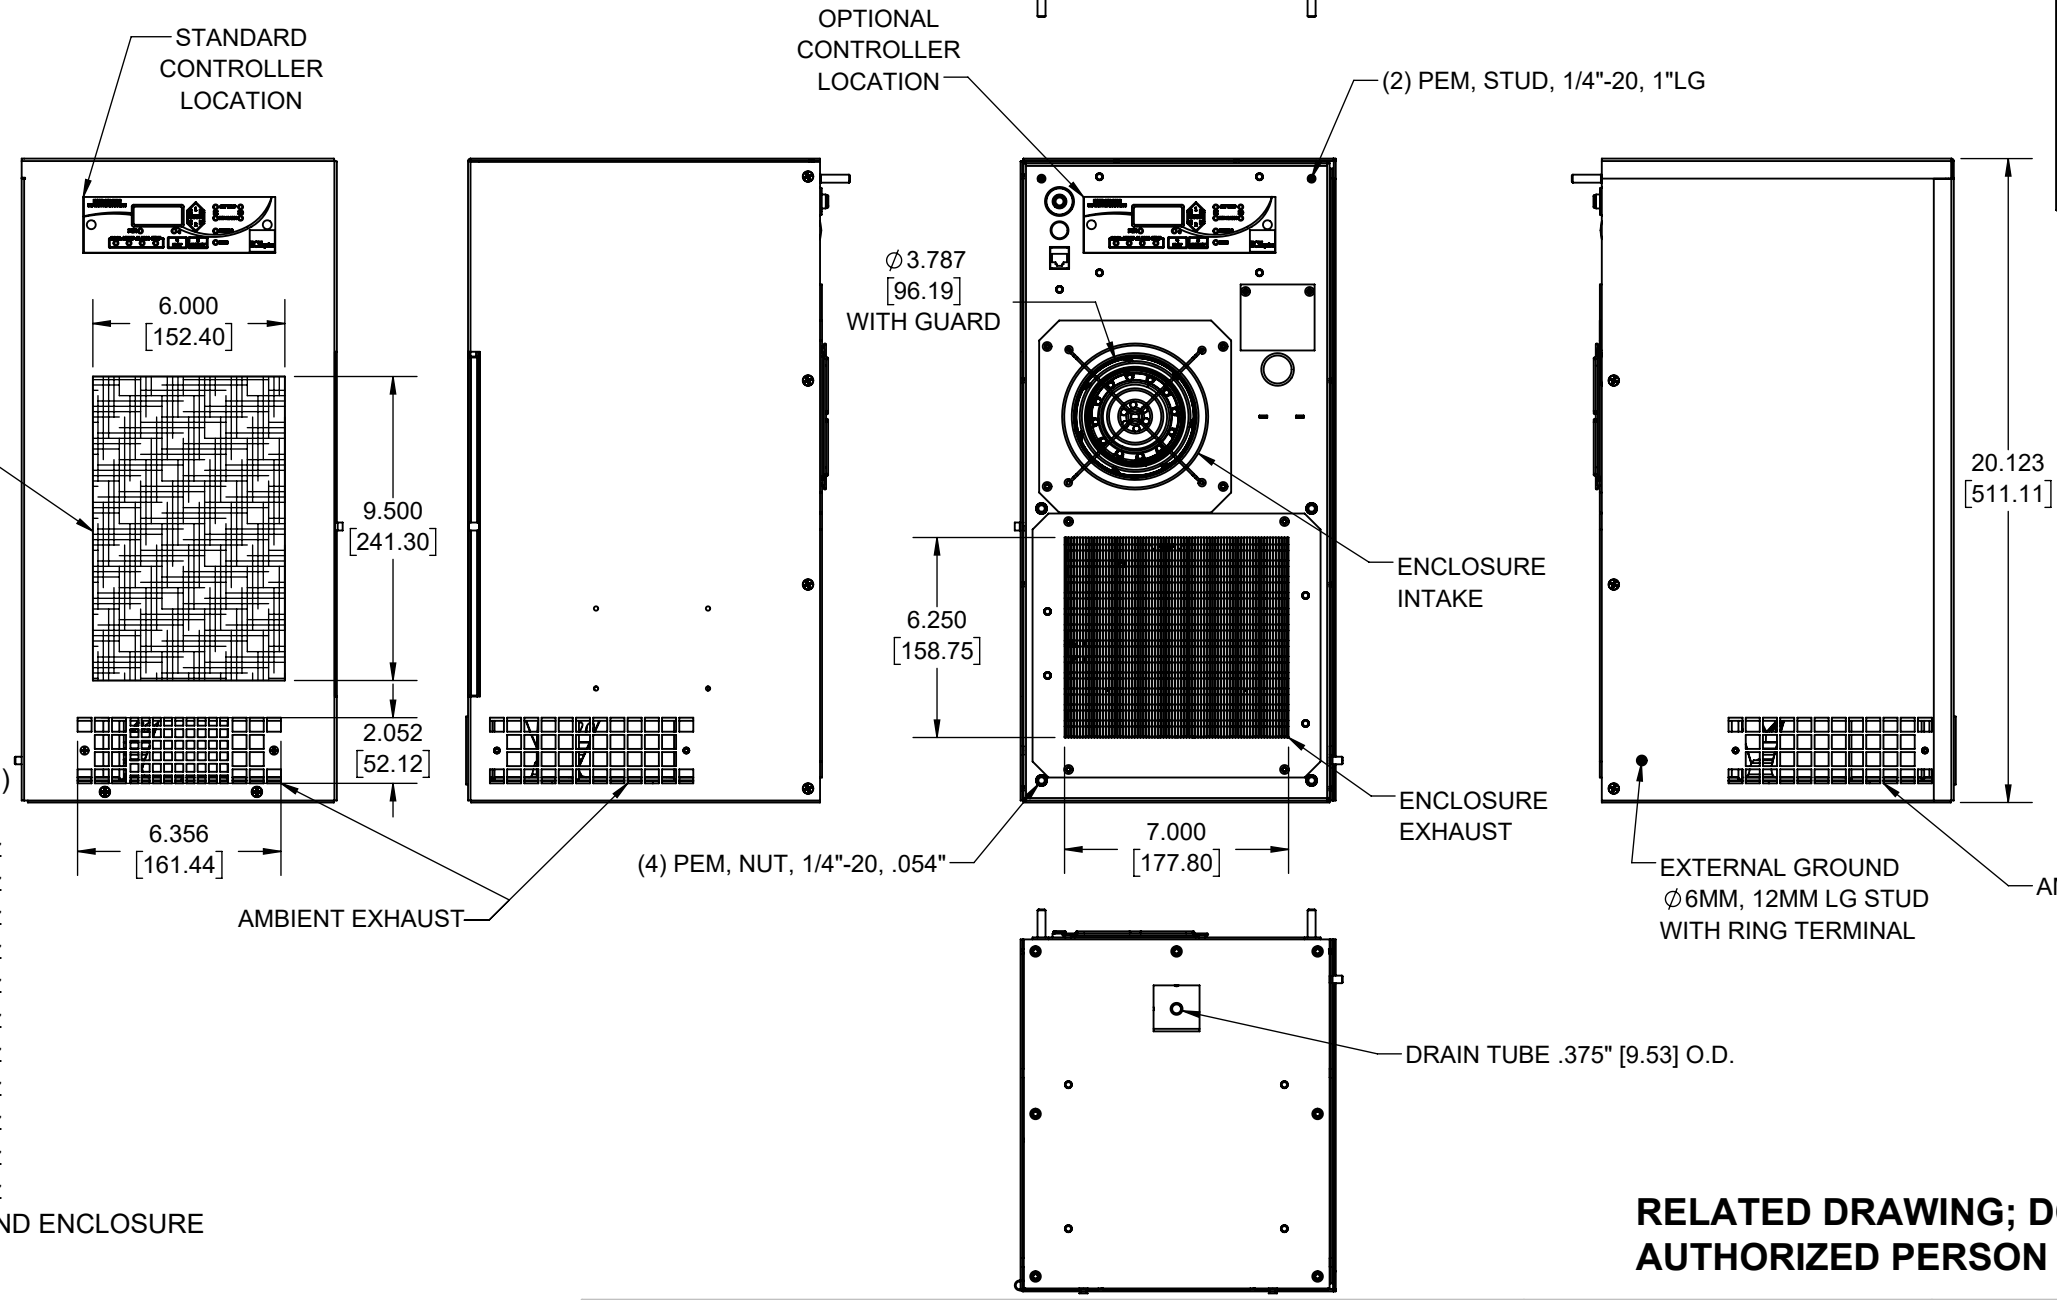 STANDARD
CONTROLLER
LOCATION
OPTIONAL
CONTROLLER
LOCATION
(2) PEM, STUD, 1/4"-20, 1"LG
6.000
[152.40]
9.500
[241.30]
2.052
[52.12]
6.356
[161.44]
)
AMBIENT EXHAUST
⌀3.787
[96.19]
WITH GUARD
6.250
[158.75]
7.000
[177.80]
(4) PEM, NUT, 1/4"-20, .054"
ENCLOSURE
INTAKE
ENCLOSURE
EXHAUST
20.123
[511.11]
EXTERNAL GROUND
⌀6MM, 12MM LG STUD
WITH RING TERMINAL
DRAIN TUBE .375" [9.53] O.D.
ND ENCLOSURE
RELATED DRAWING;
AUTHORIZED PERSON